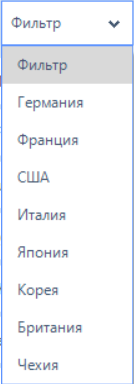 Фильтр
Фильтр
Германия
Франция
США
Италия
Япония
Корея
Британия
Чехия